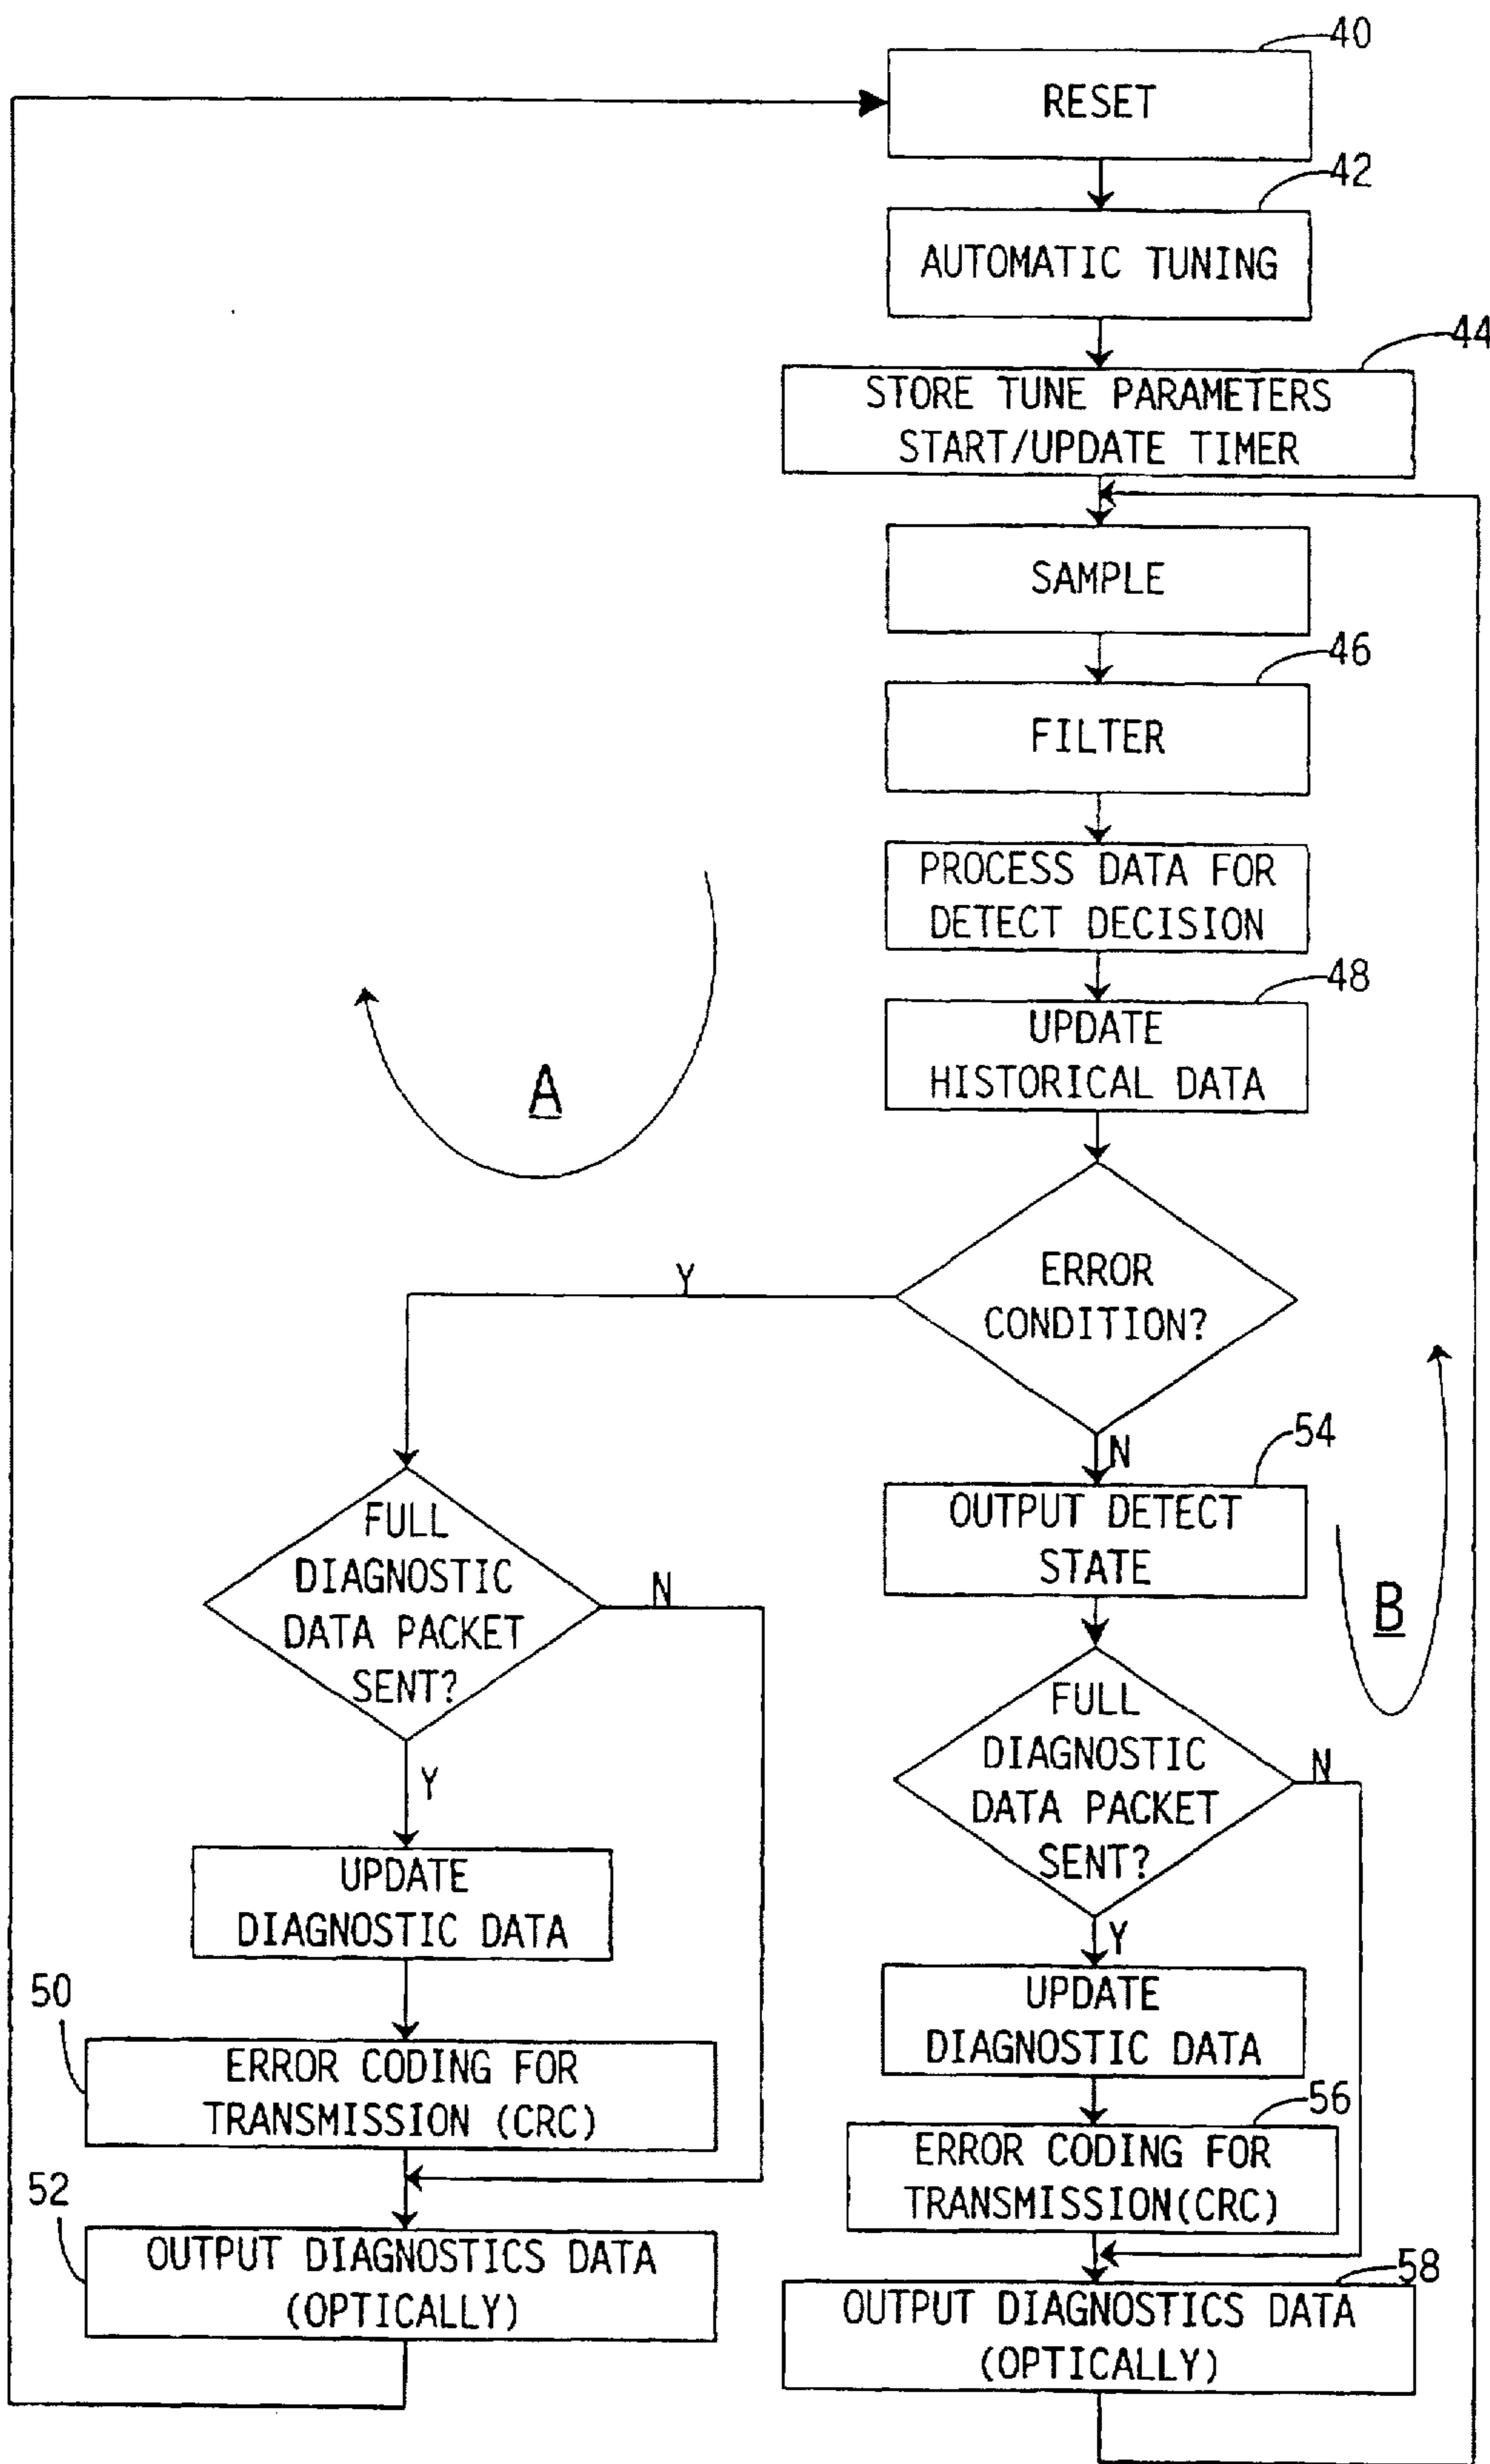 40
RESET
42
AUTOMATIC TUNING
44
STORE TUNE PARAMETERS
START/UPDATE TIMER
SAMPLE
46
FILTER
PROCESS DATA FOR
DETECT DECISION
48
UPDATE
HISTORICAL DATA
A
ERROR
CONDITION?
Y
N
FULL
DIAGNOSTIC
DATA PACKET
SENT?
N
Y
UPDATE
DIAGNOSTIC DATA
50
ERROR CODING FOR
TRANSMISSION (CRC)
52
OUTPUT DIAGNOSTICS DATA
(OPTICALLY)
54
OUTPUT DETECT
STATE
B
FULL
DIAGNOSTIC
DATA PACKET
SENT?
N
Y
UPDATE
DIAGNOSTIC DATA
56
ERROR CODING FOR
TRANSMISSION(CRC)
58
OUTPUT DIAGNOSTICS DATA
(OPTICALLY)